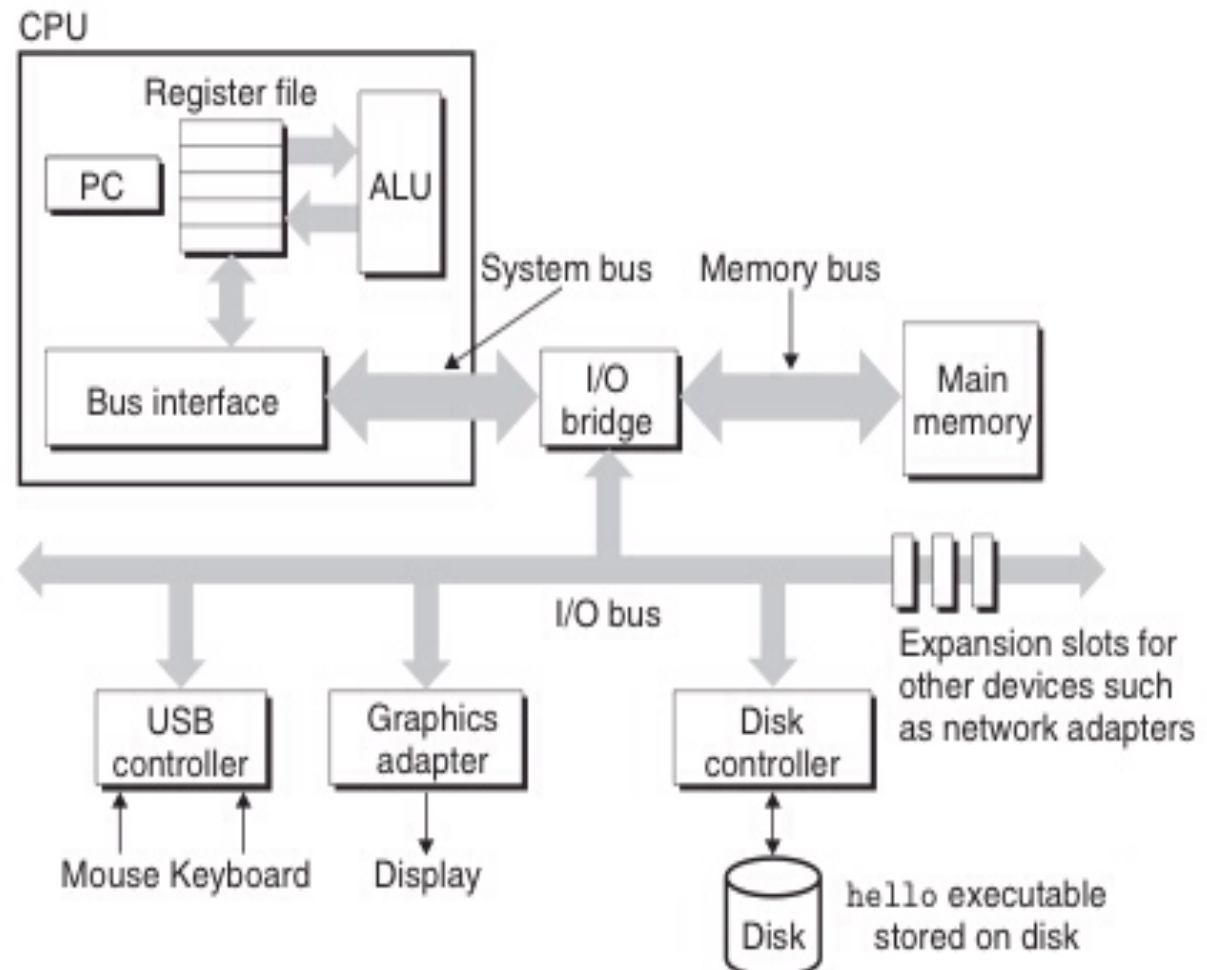 CPU
Register file
PC
ALU
System bus
Memory bus
Bus interface
I/O
bridge
Main
memory
I/O bus
Expansion slots for
other devices such
as network adapters
USB
controller
Graphics
adapter
Disk
controller
Mouse Keyboard
Display
Disk
hello executable
stored on disk